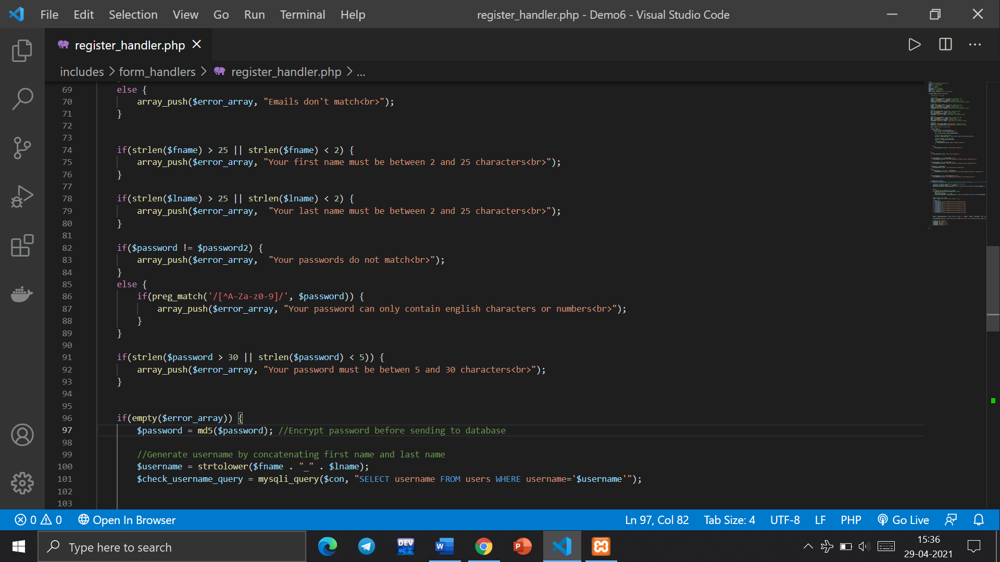 File Edit Selection View Go Run Terminal Help register_handler.php - Demo6 - Visual Studio Code
register_handler.php
includes > form_handlers > register_handler.php > ...
69 else {
70 array_push($error_array, "Emails don't match<br>");
71 }
72
73
74 if(strlen($fname) > 25 || strlen($fname) < 2) {
75 array_push($error_array, "Your first name must be between 2 and 25 characters<br>");
76 }
77
78 if(strlen($lname) > 25 || strlen($lname) < 2) {
79 array_push($error_array,  "Your last name must be between 2 and 25 characters<br>");
80 }
81
82 if($password != $password2) {
83 array_push($error_array,  "Your passwords do not match<br>");
84 }
85 else {
86 if(preg_match('/[^A-Za-z0-9]/', $password)) {
87 array_push($error_array, "Your password can only contain english characters or numbers<br>");
88 }
89 }
90
91 if(strlen($password > 30 || strlen($password) < 5)) {
92 array_push($error_array, "Your password must be betwen 5 and 30 characters<br>");
93 }
94
95
96 if(empty($error_array)) {
97 $password = md5($password); //Encrypt password before sending to database
98
99 //Generate username by concatenating first name and last name
100 $username = strtolower($fname . "_" . $lname);
101 $check_username_query = mysqli_query($con, "SELECT username FROM users WHERE username='$username'");
102
103
0 0 Open In Browser Ln 97, Col 82 Tab Size: 4 UTF-8 LF PHP Go Live
Type here to search DEV C++ W P 15:36
29-04-2021